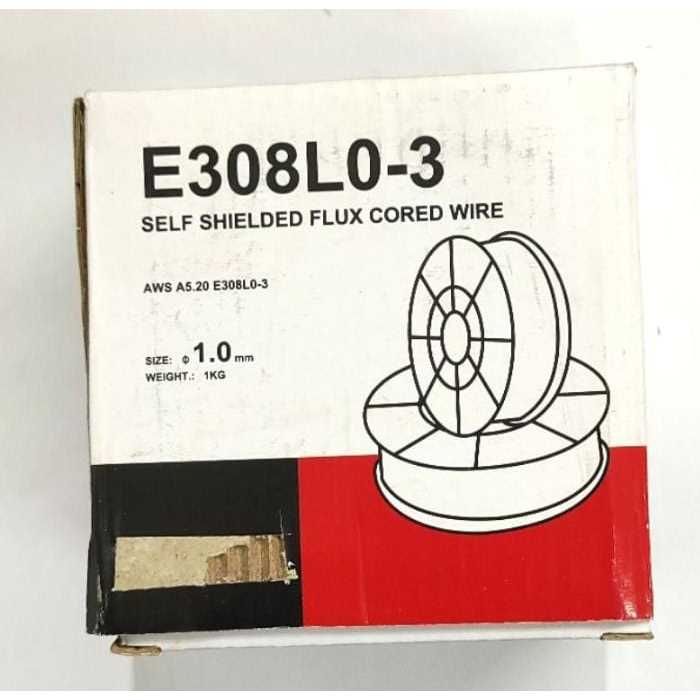 E308L0-3
SELF SHIELDED FLUX CORED WIRE
AWS A5.20 E308L0-3
SIZE: Φ 1.0 mm
WEIGHT.: 1KG